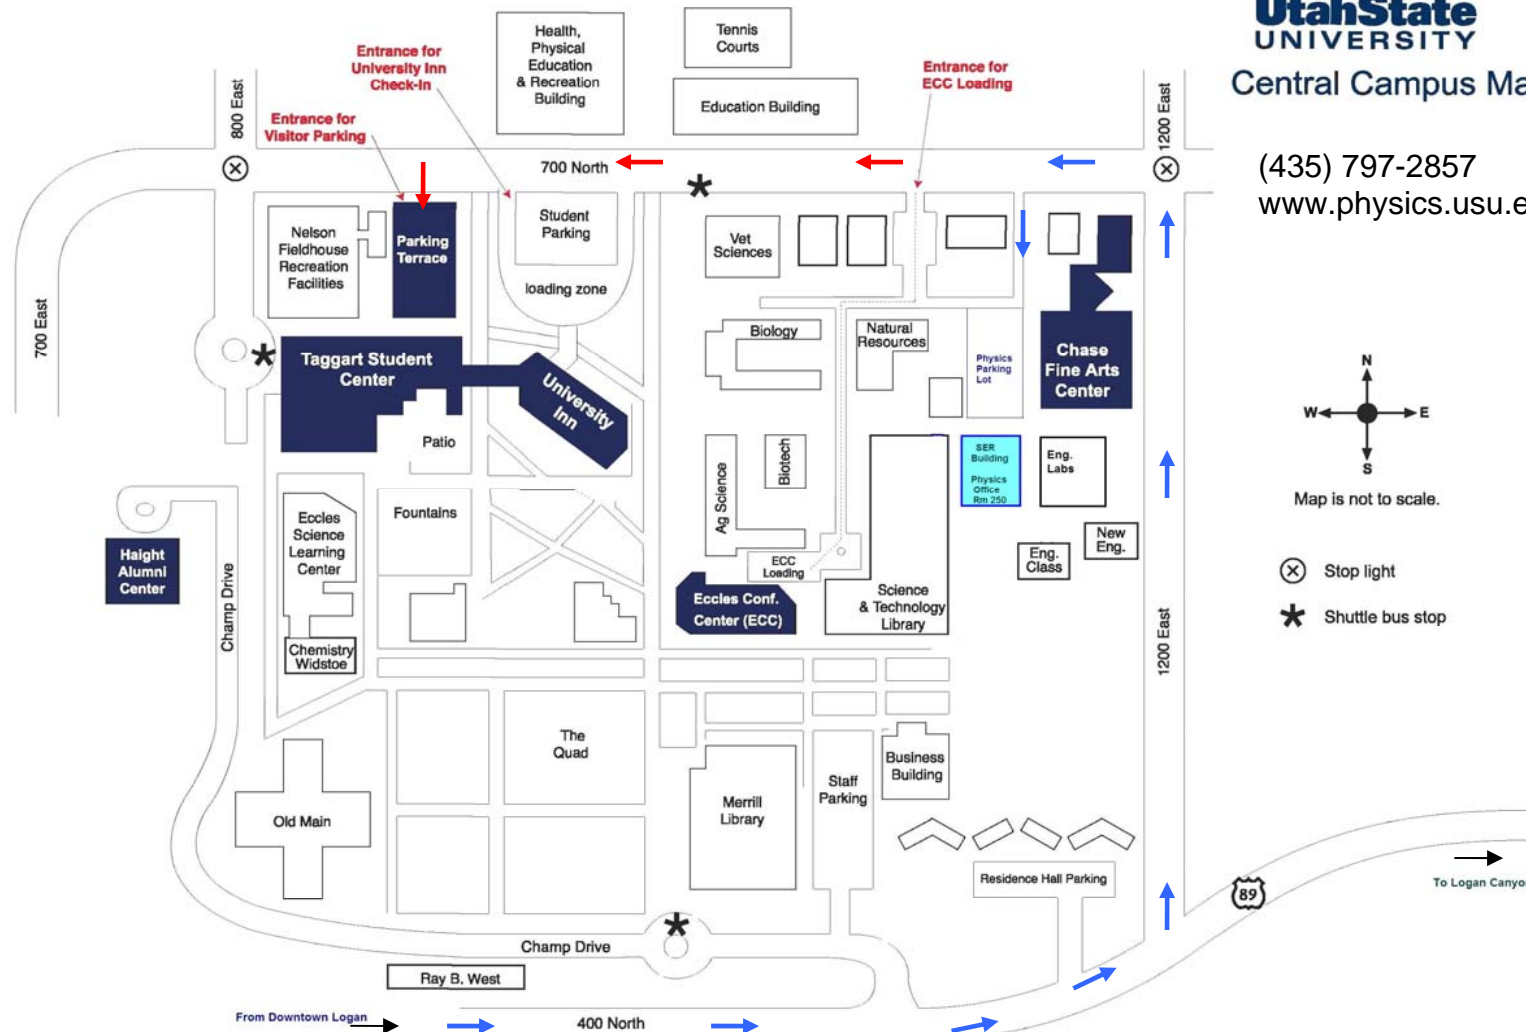 UtahState
UNIVERSITY
Central Campus Ma
(435) 797-2857
www.physics.usu.e
Health,
Physical
Education
& Recreation
Building
Tennis
Courts
Education Building
Entrance for
University Inn
Check-In
Entrance for
ECC Loading
Entrance for
Visitor Parking
800 East
1200 East
700 North
700 East
Nelson
Fieldhouse
Recreation
Facilities
Parking
Terrace
Student
Parking
loading zone
Vet
Sciences
Biology
Natural
Resources
Physics
Parking
Lot
Chase
Fine Arts
Center
Taggart Student
Center
University
Inn
Patio
N
W
E
S
Map is not to scale.
Stop light
Shuttle bus stop
Ag Science
Biotech
SER
Building
Physics
Office
Rm 250
Eng.
Labs
New
Eng.
Eng.
Class
Eccles
Science
Learning
Center
Fountains
Haight
Alumni
Center
Champ Drive
ECC
Loading
Eccles Conf.
Center (ECC)
Science
& Technology
Library
Chemistry
Widstoe
1200 East
The
Quad
Old Main
Merrill
Library
Staff
Parking
Business
Building
Residence Hall Parking
89
To Logan Canyo
Champ Drive
Ray B. West
From Downtown Logan
400 North